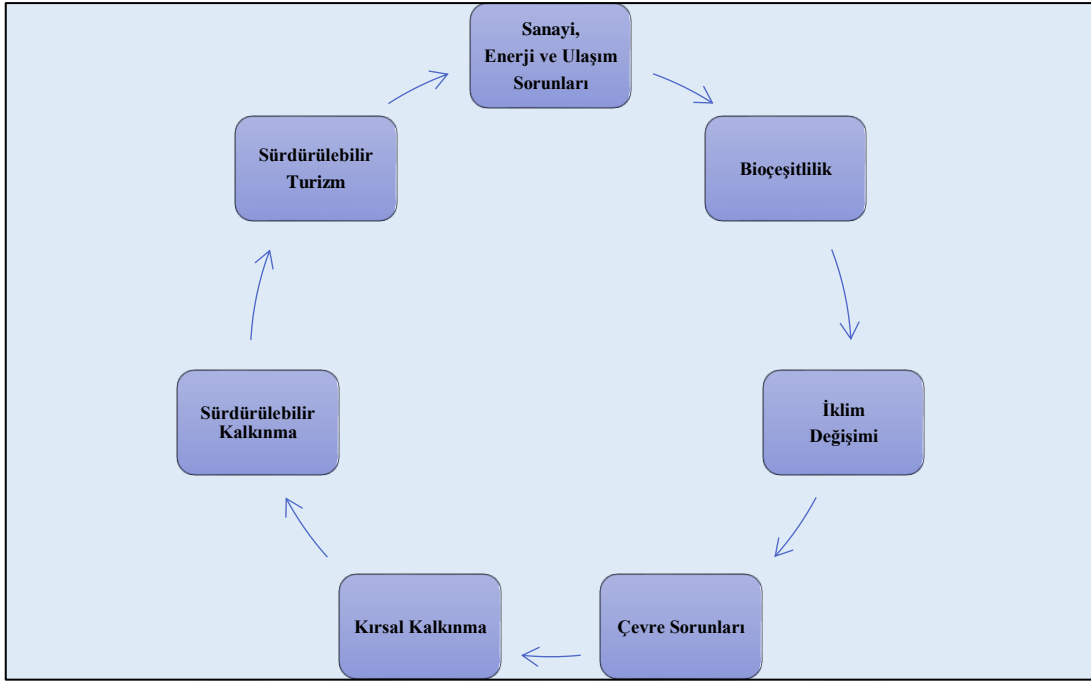 Sanayi,
Enerji ve Ulaşım
Sorunları
Bioçeşitlilik
İklim
Değişimi
Çevre Sorunları
Kırsal Kalkınma
Sürdürülebilir
Kalkınma
Sürdürülebilir
Turizm